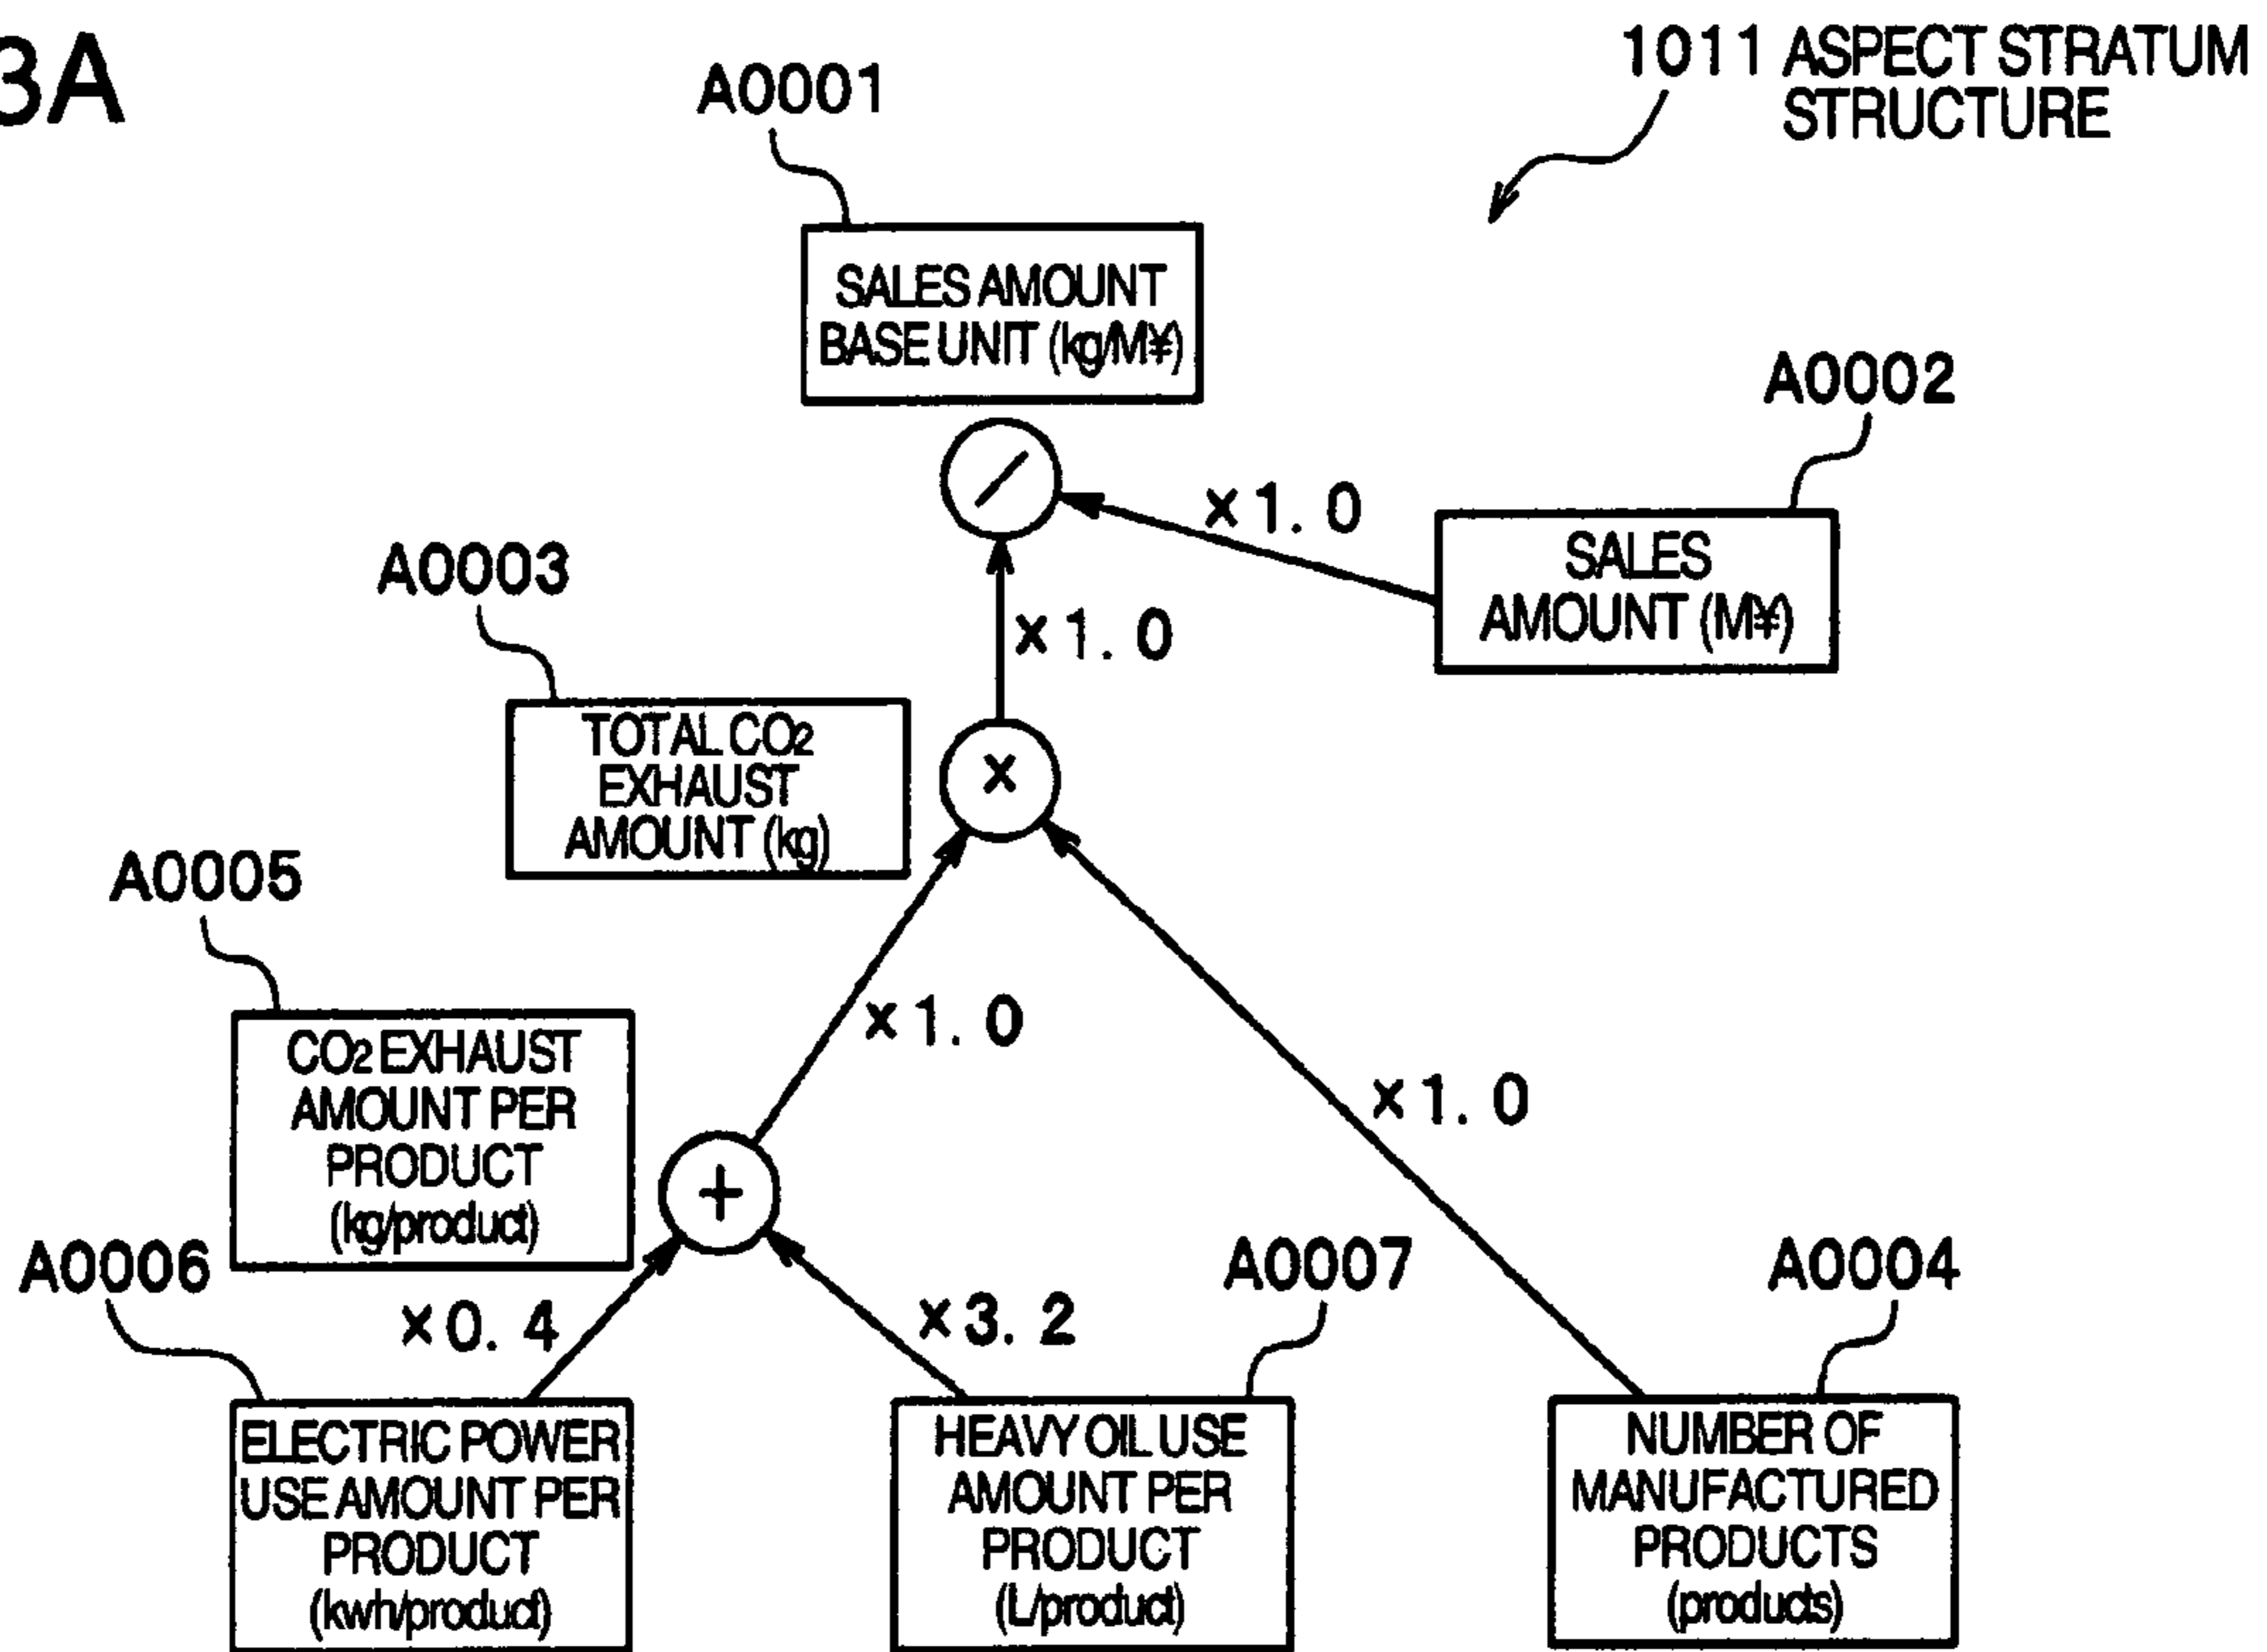 3A
1011 ASPECT STRATUM
STRUCTURE
A0001
SALES AMOUNT
BASE UNIT (kg/M¥)
A0002
/
×1.0
SALES
AMOUNT (M¥)
A0003
×1.0
TOTAL CO2
EXHAUST
AMOUNT (kg)
×
A0005
×1.0
CO2 EXHAUST
AMOUNT PER
PRODUCT
(kg/product)
×1.0
+
A0006
A0007
A0004
×0.4
×3.2
ELECTRIC POWER
USE AMOUNT PER
PRODUCT
(kwh/product)
HEAVY OIL USE
AMOUNT PER
PRODUCT
(L/product)
NUMBER OF
MANUFACTURED
PRODUCTS
(products)